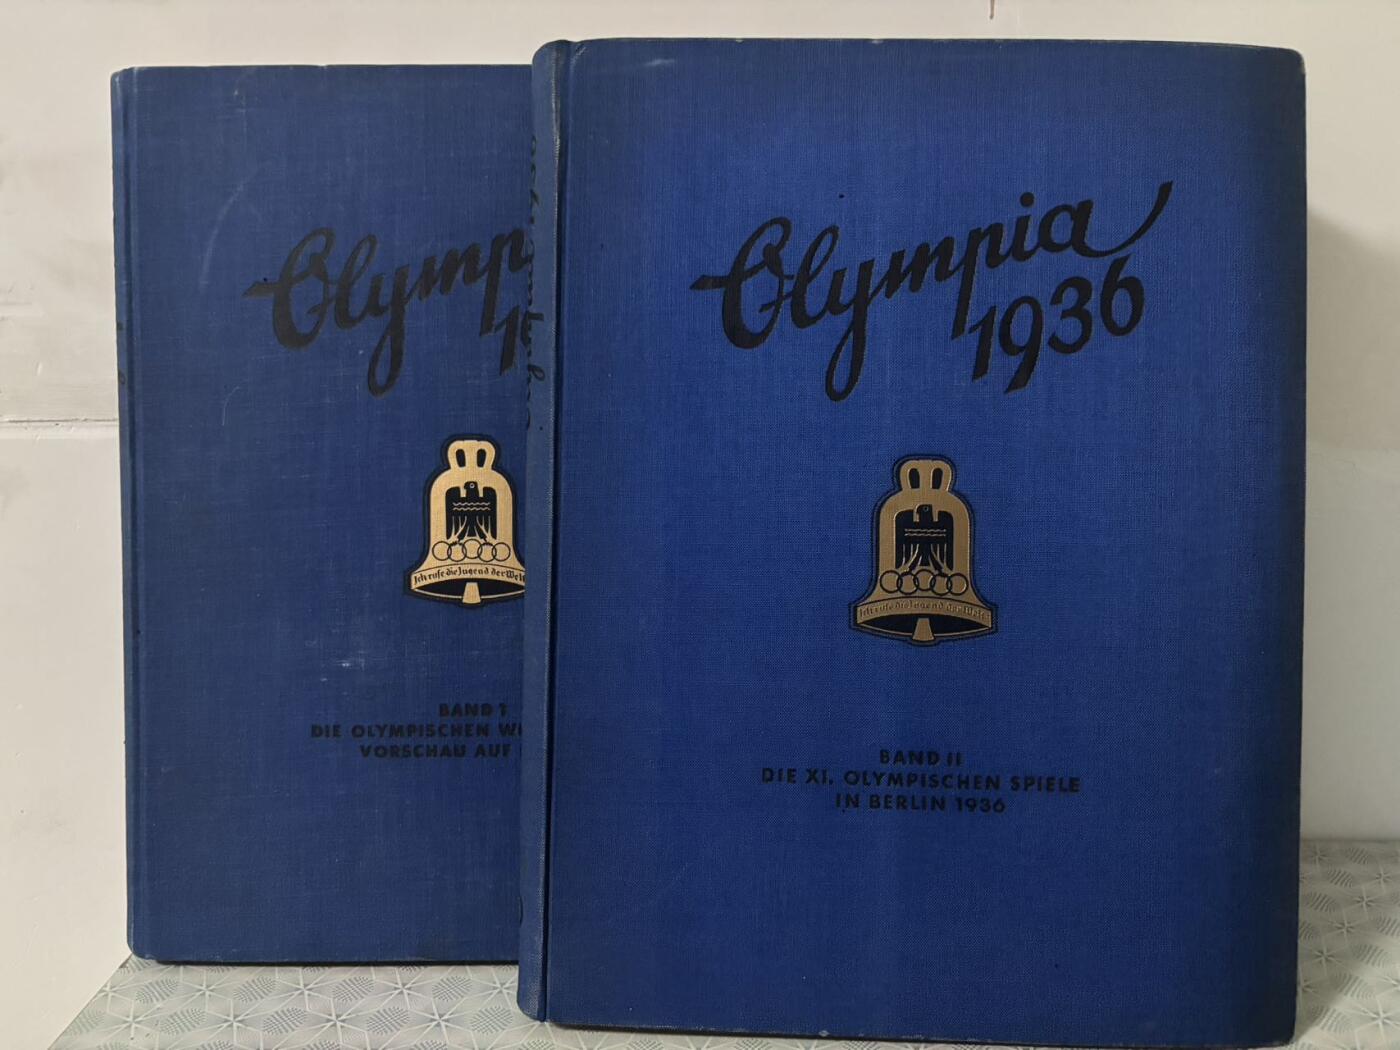 Olymp
Ich rufe die Jugend der Welt
BAND 1
DIE OLYMPISCHEN
VORSCHAU AUF
Olympia
1936
Ich rufe die Jugend der Welt
BAND II
DIE XI. OLYMPISCHEN SPIELE
IN BERLIN 1936